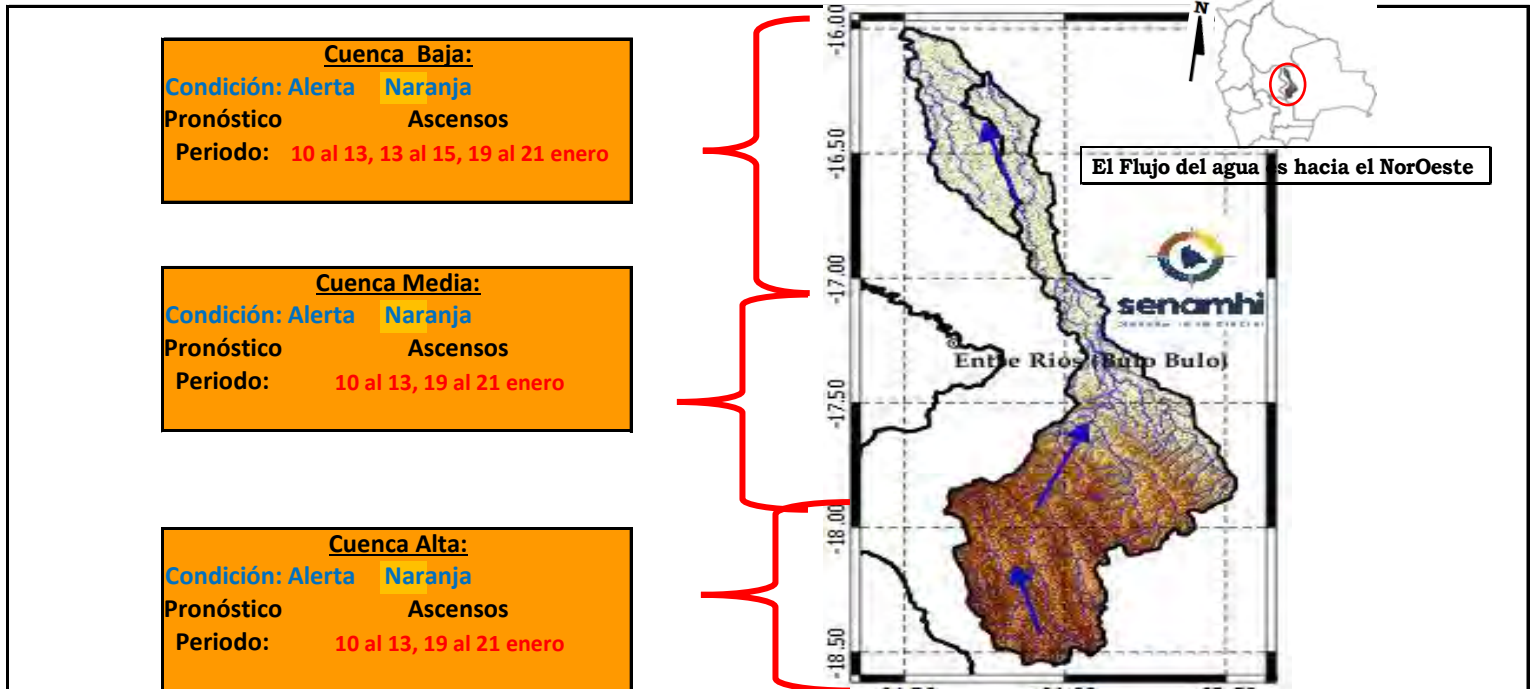 Cuenca Baja:
Condición: Alerta Naranja
Pronóstico Ascensos
Periodo: 10 al 13, 13 al 15, 19 al 21 enero
Cuenca Media:
Condición: Alerta Naranja
Pronóstico Ascensos
Periodo: 10 al 13, 19 al 21 enero
Cuenca Alta:
Condición: Alerta Naranja
Pronóstico Ascensos
Periodo: 10 al 13, 19 al 21 enero
N
El Flujo del agua es hacia el NorOeste
senamhi
Entre Rios (Bulo Bulo)
-16.00
-16.50
-17.00
-17.50
-18.00
-18.50